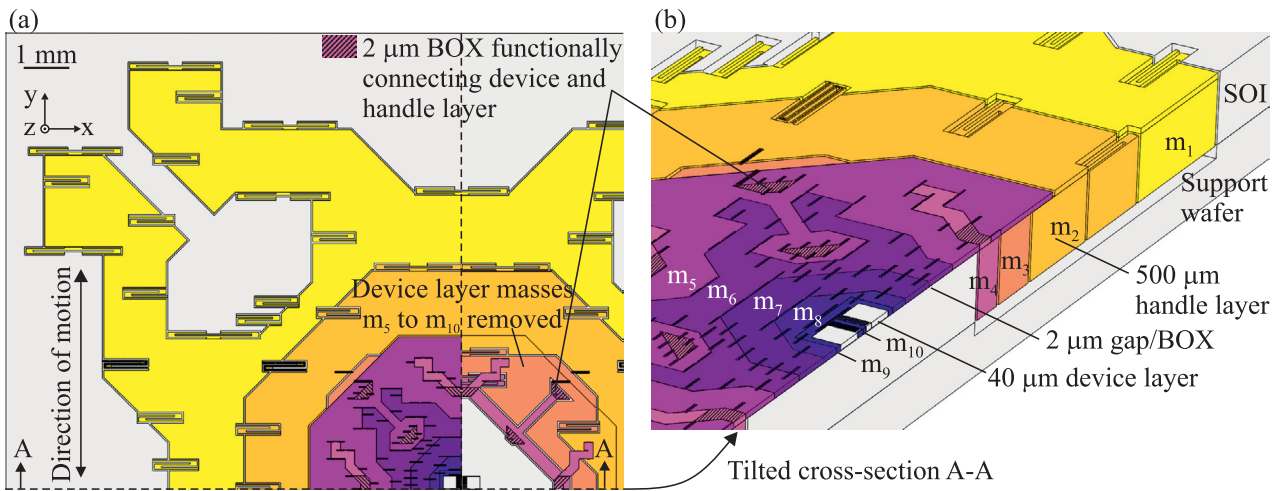 (a)
1 mm
2 μm BOX functionally
connecting device and
handle layer
y
z
x
Direction of motion
Device layer masses
m₅ to m₁₀ removed
A
A
(b)
SOI
m₁
Support
wafer
m₂
m₃
m₄
500 μm
handle layer
m₅
m₆
m₇
m₈
m₉
m₁₀
2 μm gap/BOX
40 μm device layer
Tilted cross-section A-A